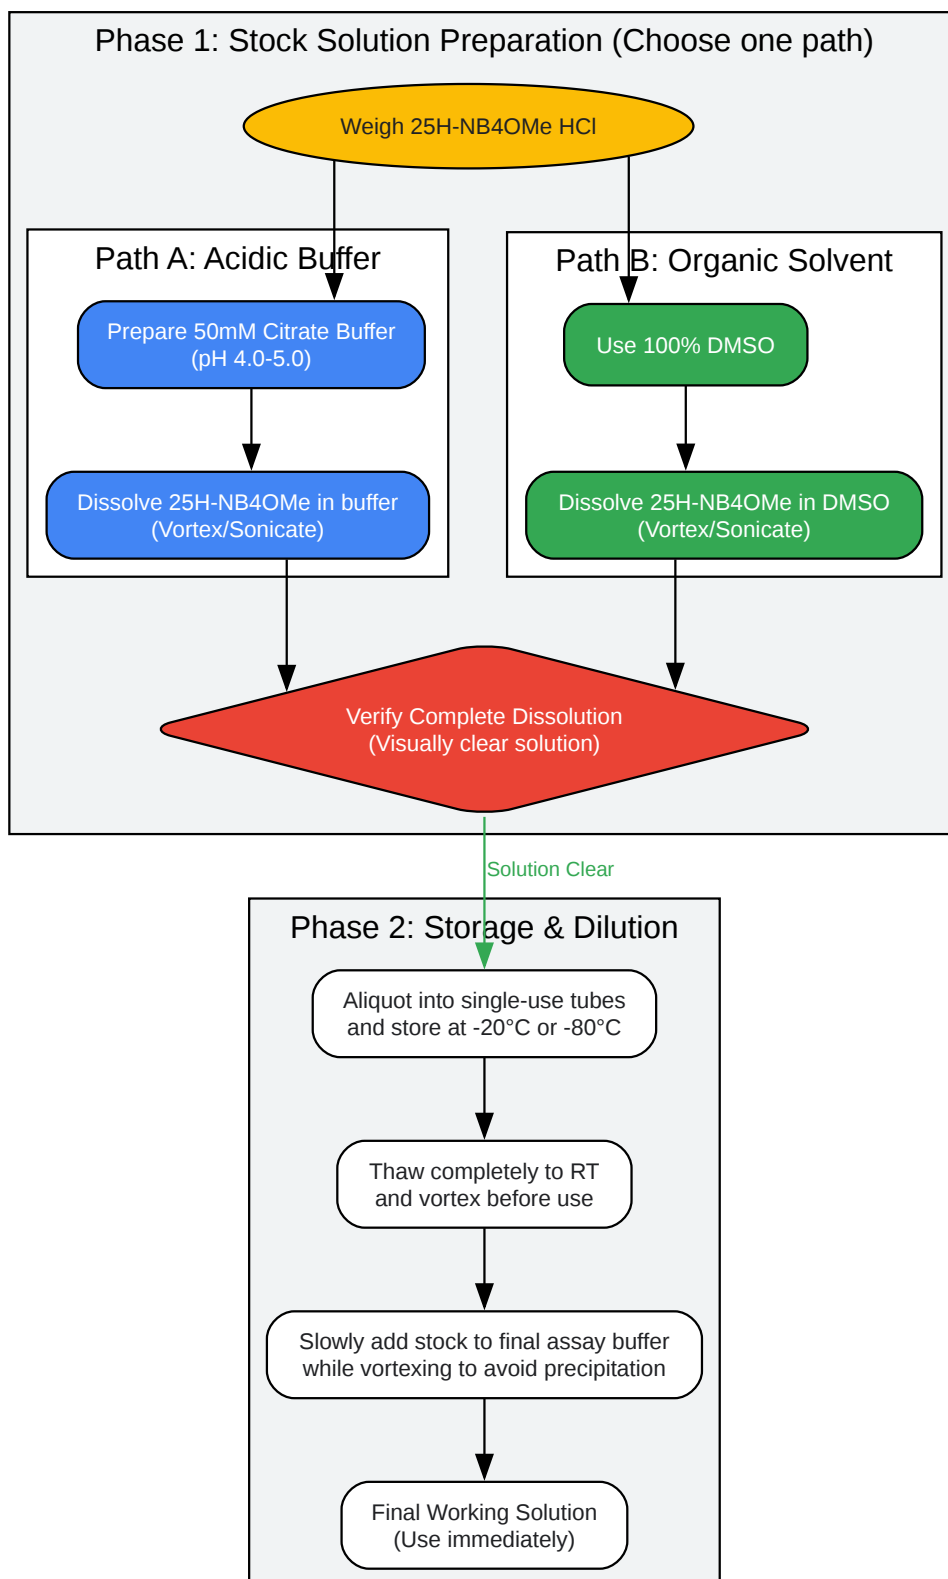 Phase 1: Stock Solution Preparation (Choose one path)
Weigh 25H-NB4OMe HCl
Path A: Acidic Buffer
Prepare 50mM Citrate Buffer
(pH 4.0-5.0)
Dissolve 25H-NB4OMe in buffer
(Vortex/Sonicate)
Path B: Organic Solvent
Use 100% DMSO
Dissolve 25H-NB4OMe in DMSO
(Vortex/Sonicate)
Verify Complete Dissolution
(Visually clear solution)
Solution Clear
Phase 2: Storage & Dilution
Aliquot into single-use tubes
and store at -20°C or -80°C
Thaw completely to RT
and vortex before use
Slowly add stock to final assay buffer
while vortexing to avoid precipitation
Final Working Solution
(Use immediately)